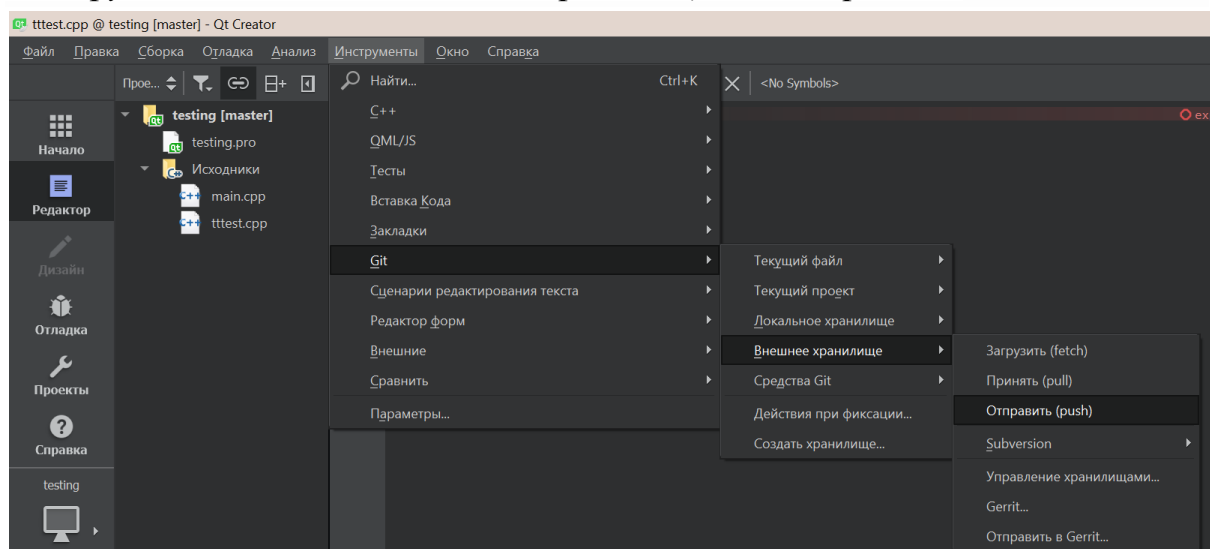 tttest.cpp @ testing [master] - Qt Creator
Файл Правка Сборка Отладка Анализ Инструменты Окно Справка
Прое...
<No Symbols>
Начало
Редактор
Дизайн
Отладка
Проекты
Справка
testing
testing [master]
testing.pro
Исходники
main.cpp
tttest.cpp
Найти... Ctrl+K
C++
QML/JS
Тесты
Вставка Кода
Закладки
Git
Сценарии редактирования текста
Редактор форм
Внешние
Сравнить
Параметры...
Текущий файл
Текущий проект
Локальное хранилище
Внешнее хранилище
Средства Git
Действия при фиксации...
Создать хранилище...
Загрузить (fetch)
Принять (pull)
Отправить (push)
Subversion
Управление хранилищами...
Gerrit...
Отправить в Gerrit...